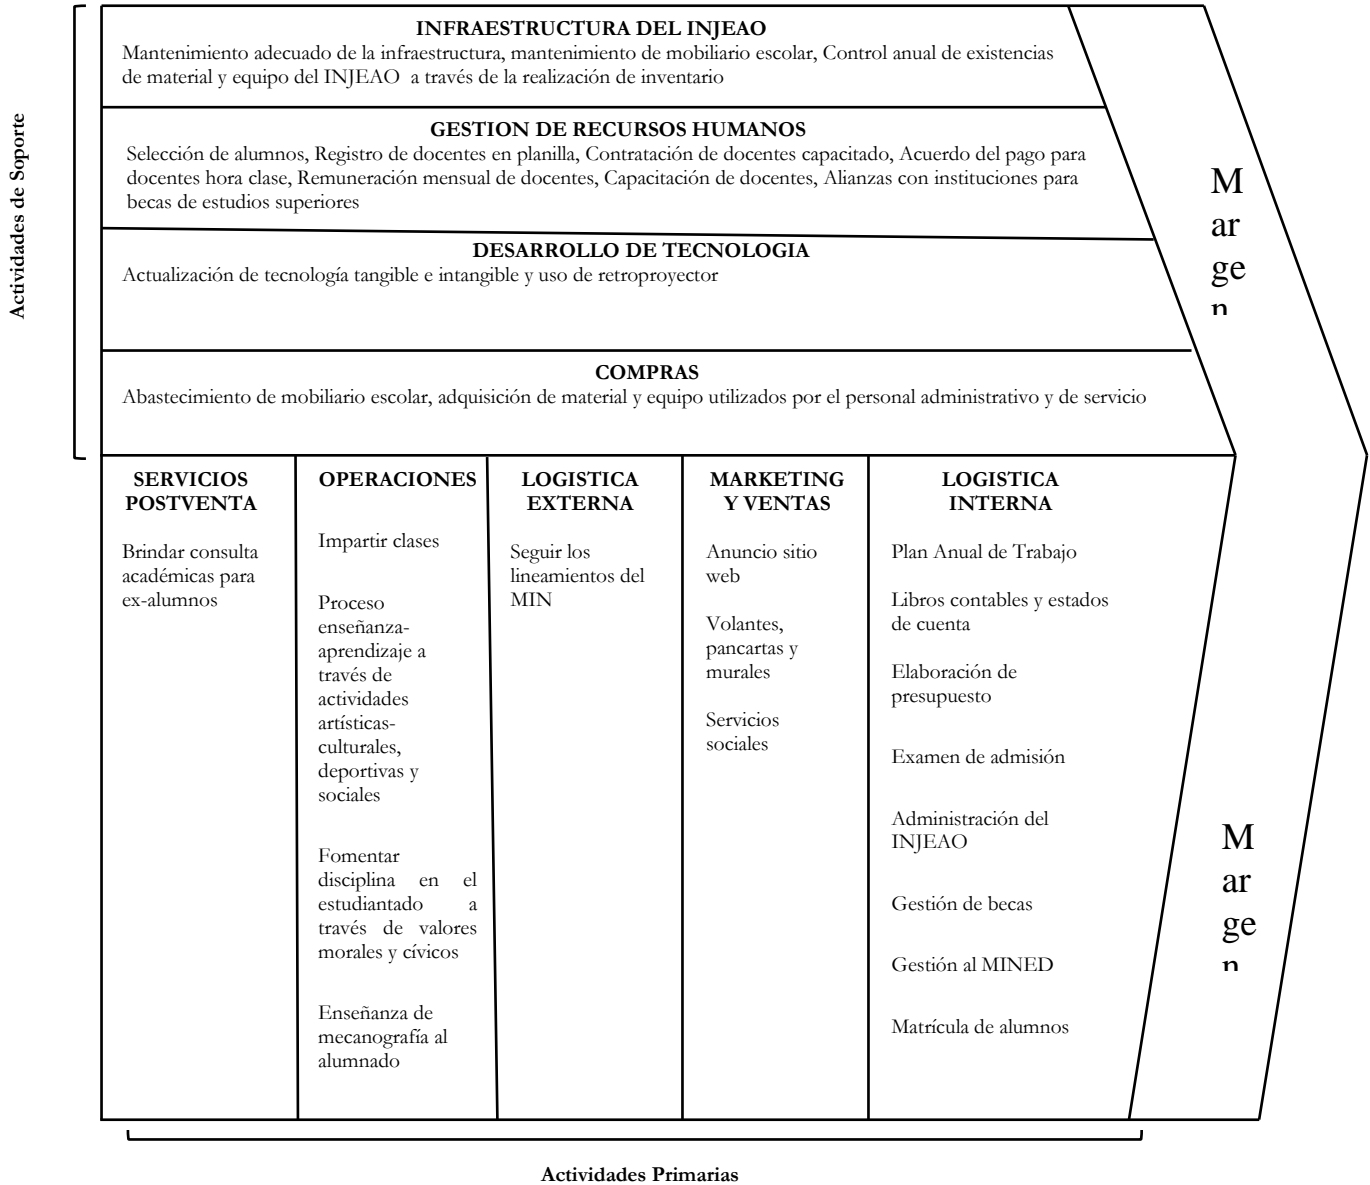 INFRAESTRUCTURA DEL INJEAO
Mantenimiento adecuado de la infraestructura, mantenimiento de mobiliario escolar, Control anual de existencias
de material y equipo del INJEAO a través de la realización de inventario
GESTION DE RECURSOS HUMANOS
Selección de alumnos, Registro de docentes en planilla, Contratación de docentes capacitado, Acuerdo del pago para
docentes hora clase, Remuneración mensual de docentes, Capacitación de docentes, Alianzas con instituciones para
becas de estudios superiores
DESARROLLO DE TECNOLOGIA
Actualización de tecnología tangible e intangible y uso de retroproyector
COMPRAS
Abastecimiento de mobiliario escolar, adquisición de material y equipo utilizados por el personal administrativo y de servicio
Actividades de Soporte
M
ar
ge
n
SERVICIOS
POSTVENTA
Brindar consulta
académicas para
ex-alumnos
OPERACIONES
Impartir clases
Proceso
enseñanza-
aprendizaje a
través de
actividades
artísticas-
culturales,
deportivas y
sociales
Fomentar
disciplina en el
estudiantado a
través de valores
morales y cívicos
Enseñanza de
mecanografía al
alumnado
LOGISTICA
EXTERNA
Seguir los
lineamientos del
MIN
MARKETING
Y VENTAS
Anuncio sitio
web
Volantes,
pancartas y
murales
Servicios
sociales
LOGISTICA
INTERNA
Plan Anual de Trabajo
Libros contables y estados
de cuenta
Elaboración de
presupuesto
Examen de admisión
Administración del
INJEAO
Gestión de becas
Gestión al MINED
Matrícula de alumnos
M
ar
ge
n
Actividades Primarias